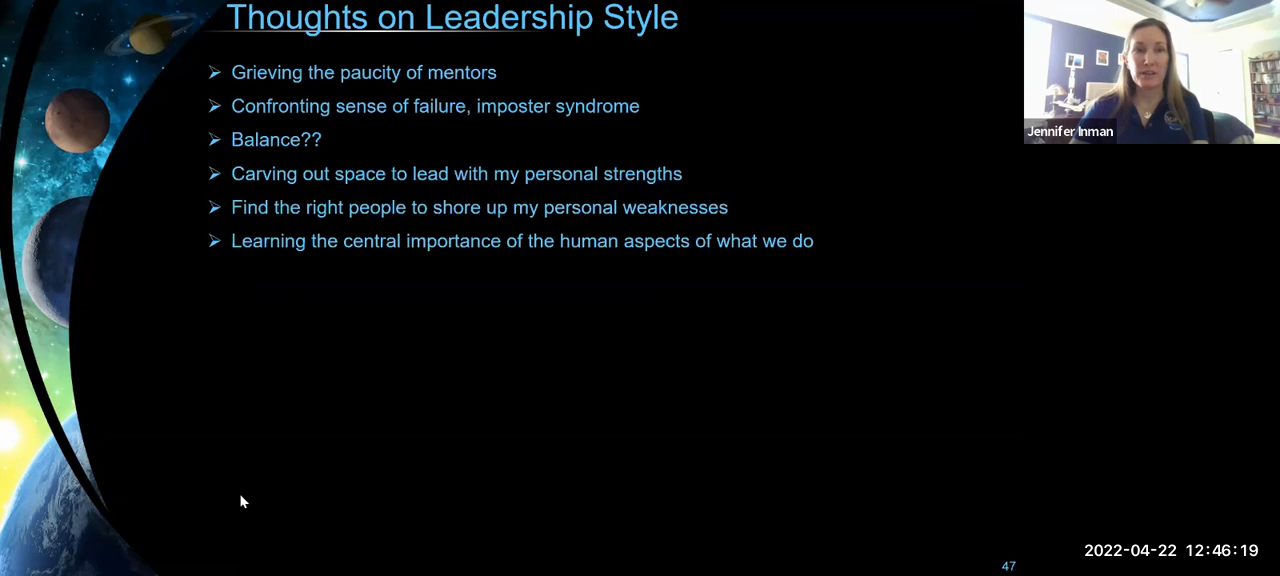 Thoughts on Leadership Style
Grieving the paucity of mentors
Confronting sense of failure, imposter syndrome
Balance??
Carving out space to lead with my personal strengths
Find the right people to shore up my personal weaknesses
Learning the central importance of the human aspects of what we do
Jennifer Inman
2022-04-22 12:46:19
47